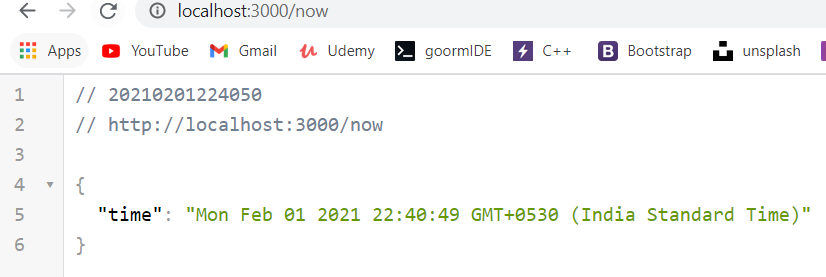 localhost:3000/now
Apps YouTube Gmail Udemy goormIDE C++ Bootstrap unsplash
1 // 20210201224050
2 // http://localhost:3000/now
3
4 {
5 "time": "Mon Feb 01 2021 22:40:49 GMT+0530 (India Standard Time)"
6 }